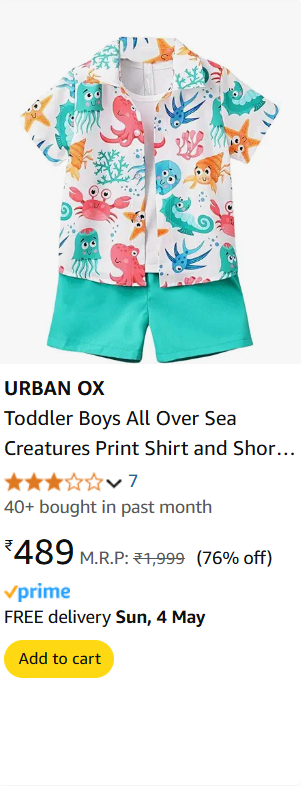 URBAN OX
Toddler Boys All Over Sea
Creatures Print Shirt and Shor...
7
40+ bought in past month
₹489 M.R.P: ₹1,999 (76% off)
prime
FREE delivery Sun, 4 May
Add to cart